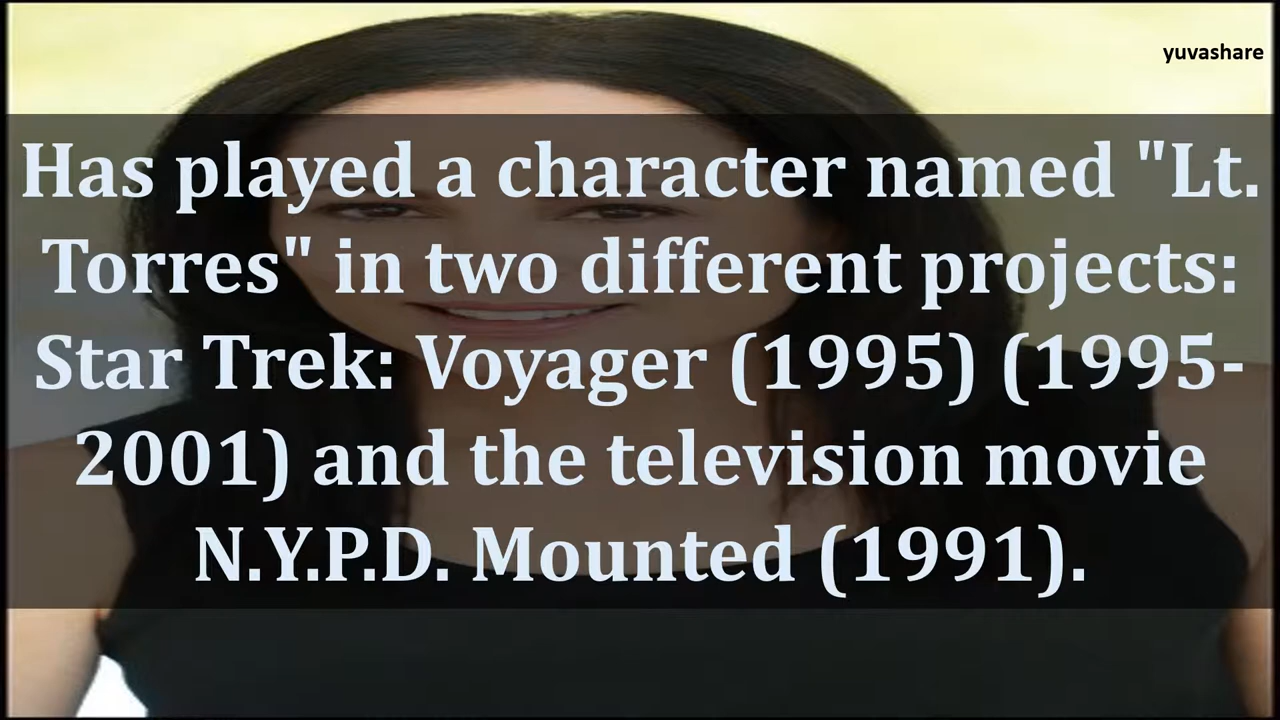 yuvashare
Has played a character named "Lt.
Torres" in two different projects:
Star Trek: Voyager (1995) (1995-
2001) and the television movie
N.Y.P.D. Mounted (1991).